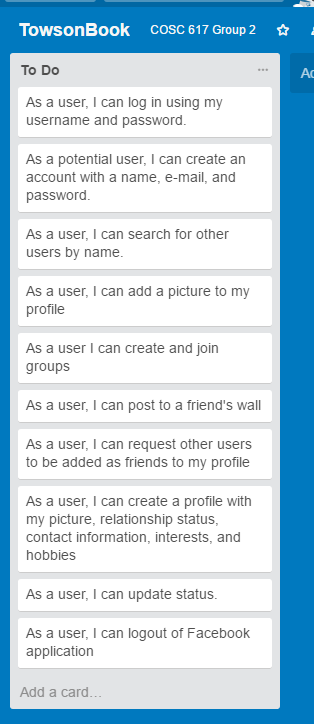 TowsonBook COSC 617 Group 2
To Do
As a user, I can log in using my
username and password.
As a potential user, I can create an
account with a name, e-mail, and
password.
As a user, I can search for other
users by name.
As a user, I can add a picture to my
profile
As a user I can create and join
groups
As a user, I can post to a friend's wall
As a user, I can request other users
to be added as friends to my profile
As a user, I can create a profile with
my picture, relationship status,
contact information, interests, and
hobbies
As a user, I can update status.
As a user, I can logout of Facebook
application
Add a card…